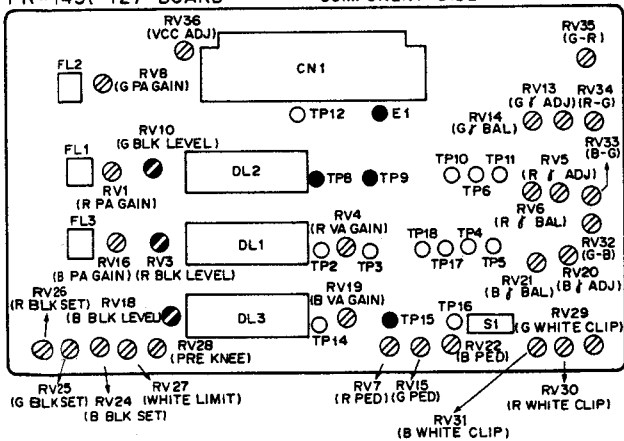 RV36
(VCC ADJ)
RV35
(G-R)
FL2
RV8
(G PA GAIN)
CN1
RV13
(G ɣ ADJ)
RV34
(R-G)
RV14
(G ɣ BAL)
TP12
E1
RV33
(B-G)
RV10
(G BLK LEVEL)
FL1
RV1
(R PA GAIN)
DL2
TP8
TP9
TP10
TP11
TP6
RV5
(R ɣ ADJ)
RV6
(R ɣ BAL)
FL3
RV16
(B PA GAIN)
RV3
(R BLK LEVEL)
DL1
RV4
(R VA GAIN)
TP2
TP3
TP18
TP4
TP17
TP5
RV32
(G-B)
RV21
(B ɣ BAL)
RV20
(B ɣ ADJ)
RV26
(R BLK SET)
RV18
(B BLK LEVEL)
DL3
RV19
(B VA GAIN)
TP14
TP15
TP16
S1
RV29
(G WHITE CLIP)
RV28
(PRE KNEE)
RV22
(B PED)
RV25
(G BLK SET)
RV24
(B BLK SET)
RV27
(WHITE LIMIT)
RV7
(R PED)
RV15
(G PED)
RV30
(R WHITE CLIP)
RV31
(B WHITE CLIP)